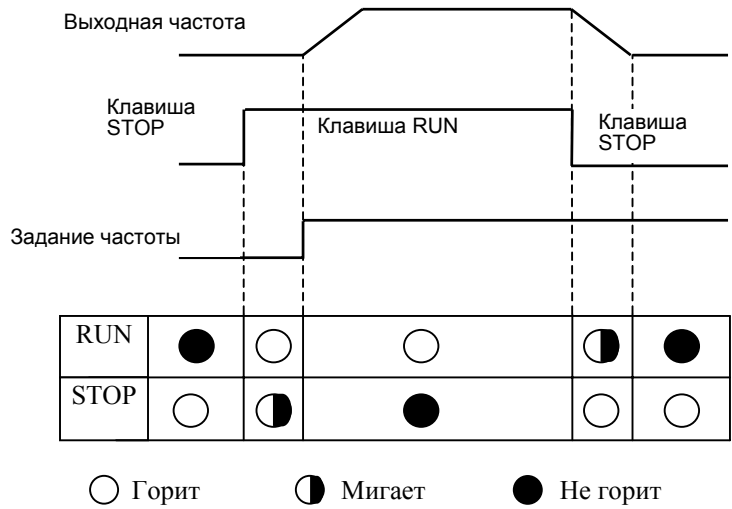 Выходная частота
Клавиша
STOP
Клавиша RUN
Клавиша
STOP
Задание частоты
RUN
STOP
Горит
Мигает
Не горит